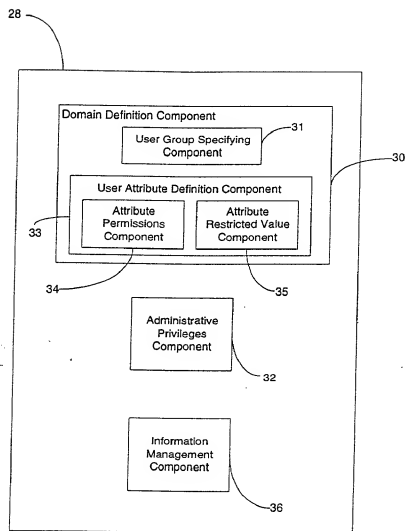 28
Domain Definition Component
User Group Specifying
Component
31
30
User Attribute Definition Component
Attribute
Permissions
Component
Attribute
Restricted Value
Component
33
34
35
Administrative
Privileges
Component
32
Information
Management
Component
36